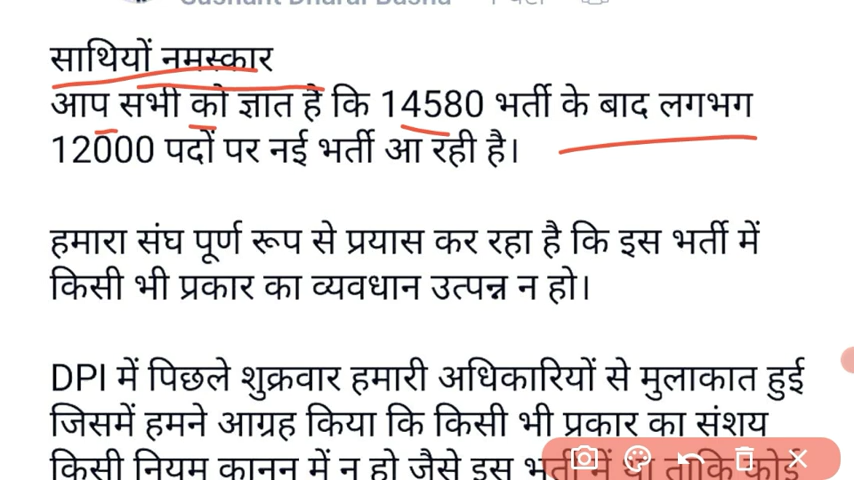 साथियों नमस्कार
आप सभी को ज्ञात है कि 14580 भर्ती के बाद लगभग
12000 पदों पर नई भर्ती आ रही है।
हमारा संघ पूर्ण रूप से प्रयास कर रहा है कि इस भर्ती में
किसी भी प्रकार का व्यवधान उत्पन्न न हो।
DPI में पिछले शुक्रवार हमारी अधिकारियों से मुलाकात हुई
जिसमें हमने आग्रह किया कि किसी भी प्रकार का संशय
किसी नियम कानून में न हो जैसे इस भर्ती में था ताकि कोई